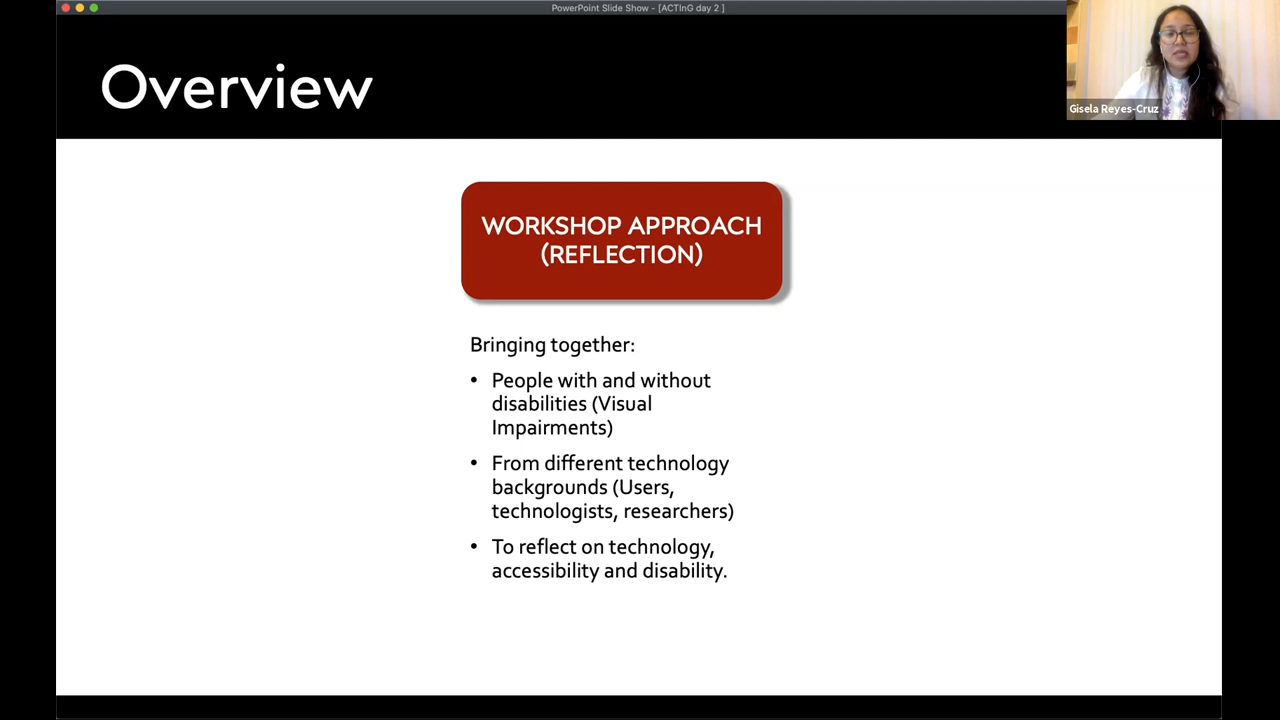 PowerPoint Slide Show - [ACTInG day 2 ]
Overview
Gisela Reyes-Cruz
WORKSHOP APPROACH
(REFLECTION)
Bringing together:
• People with and without
disabilities (Visual
Impairments)
• From different technology
backgrounds (Users,
technologists, researchers)
• To reflect on technology,
accessibility and disability.